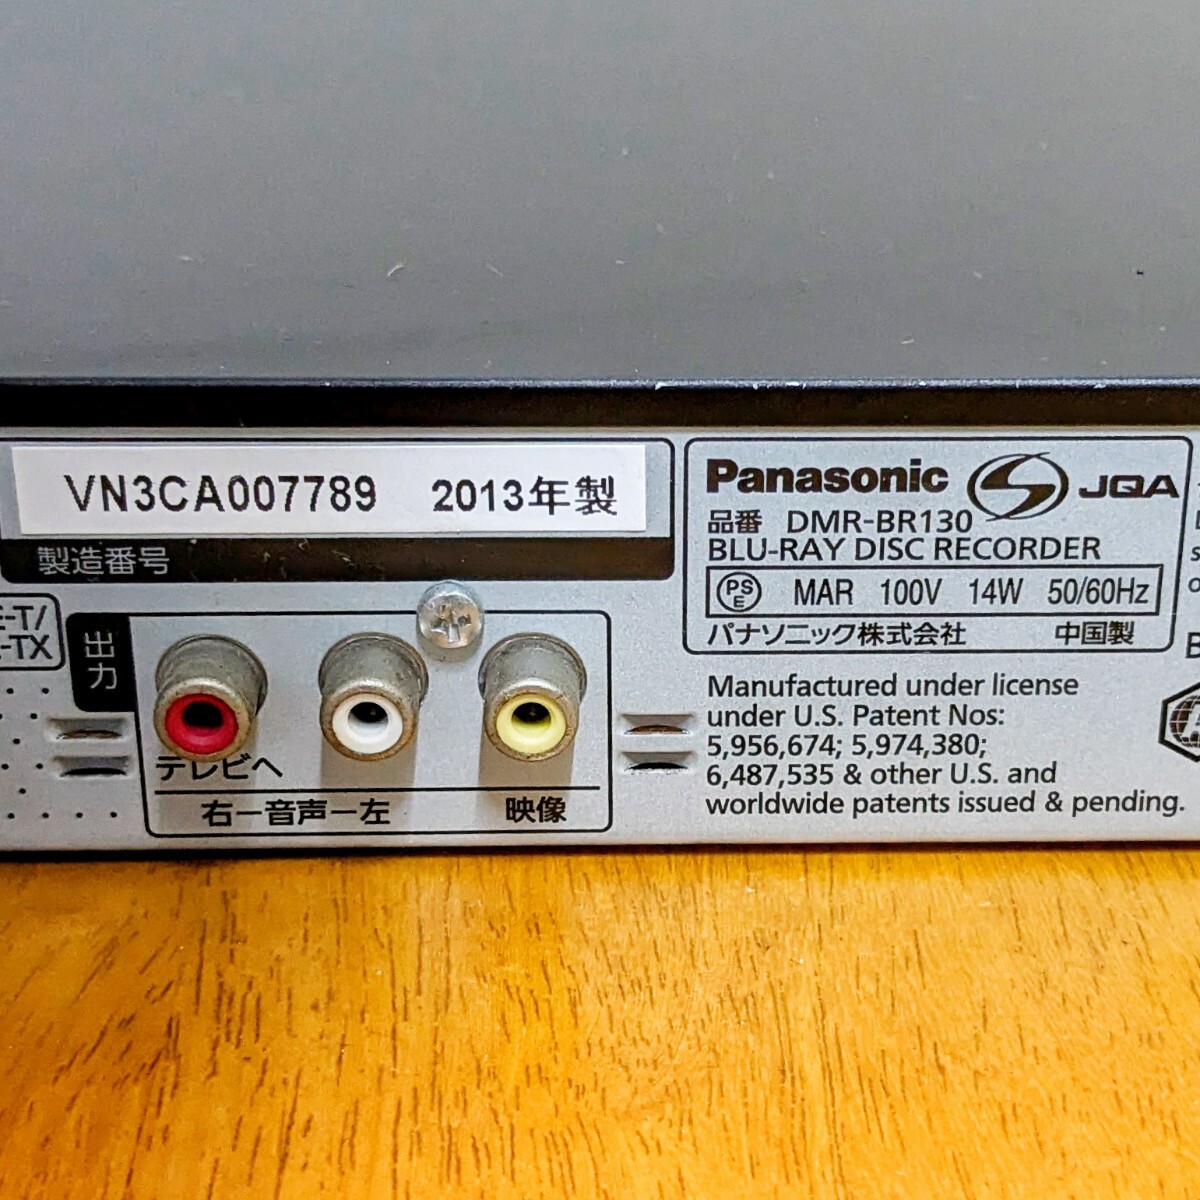 VN3CA007789 2013年製
製造番号
E-T/
-TX
出力
テレビへ
右ー音声ー左 映像
Panasonic JQA
品番 DMR-BR130
BLU-RAY DISC RECORDER
PS E MAR 100V 14W 50/60Hz
パナソニック株式会社 中国製
Manufactured under license
under U.S. Patent Nos:
5,956,674; 5,974,380;
6,487,535 & other U.S. and
worldwide patents issued & pending.